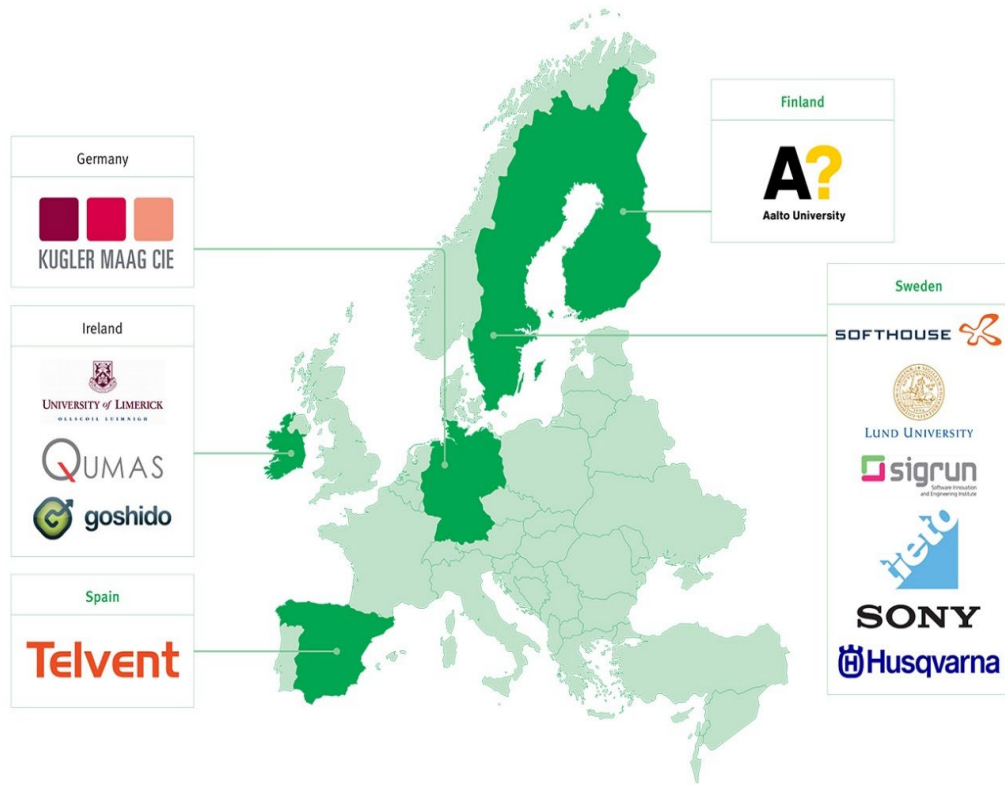 Germany
KUGLER MAAG CIE
Ireland
UNIVERSITY of LIMERICK
OLLSCOIL LUIMNIGH
QUMAS
goshido
Spain
Telvent
Finland
A?
Aalto University
Sweden
SOFTHOUSE
LUND UNIVERSITY
sigrun
Software Innovation
and Engineering Institute
tieto
SONY
Husqvarna